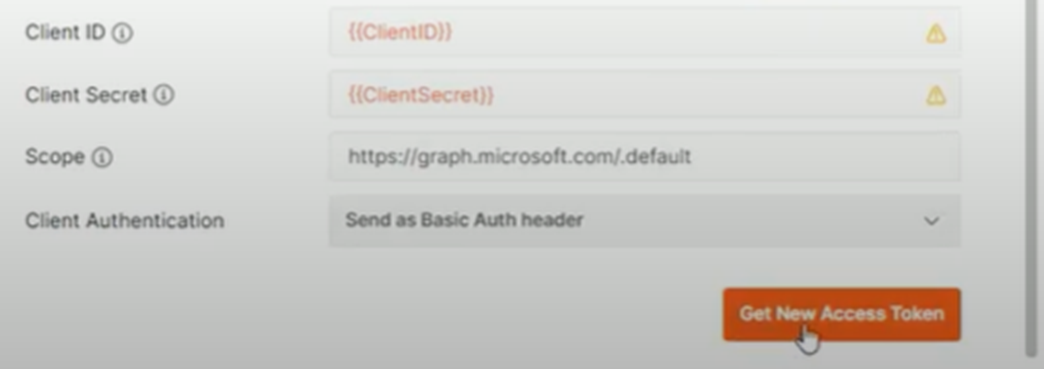 Client ID
{{ClientID}}
Client Secret
{{ClientSecret}}
Scope
https://graph.microsoft.com/.default
Client Authentication
Send as Basic Auth header
Get New Access Token